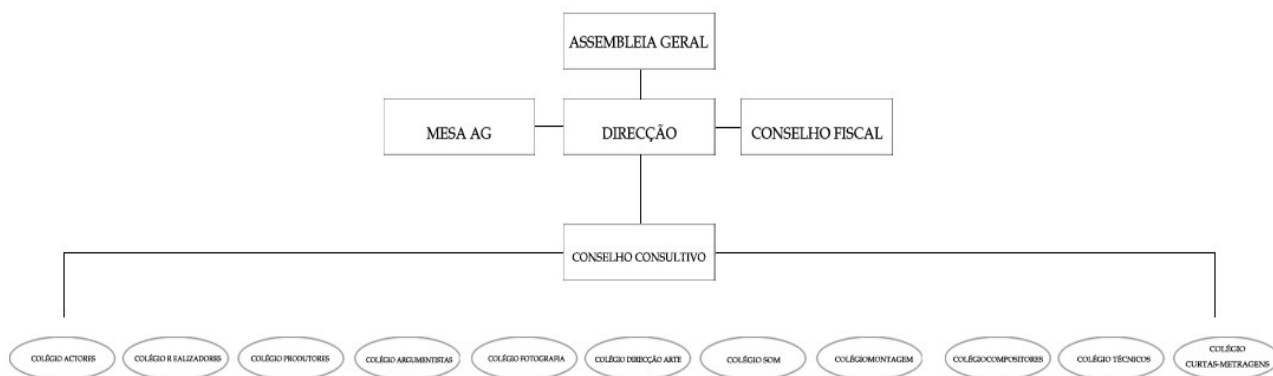 ASSEMBLEIA GERAL
MESA AG
DIRECÇÃO
CONSELHO FISCAL
CONSELHO CONSULTIVO
COLÉGIO ACTORES
COLÉGIO R EALIZADORES
COLÉGIO PRODUTORES
COLÉGIO ARGUMENTISTAS
COLÉGIO FOTOGRAFIA
COLÉGIO DIRECÇÃO ARTE
COLÉGIO SOM
COLÉGIOMONTAGEM
COLÉGIOCOMPOSITORES
COLÉGIO TÉCNICOS
COLÉGIO
CURTAS-METRAGENS